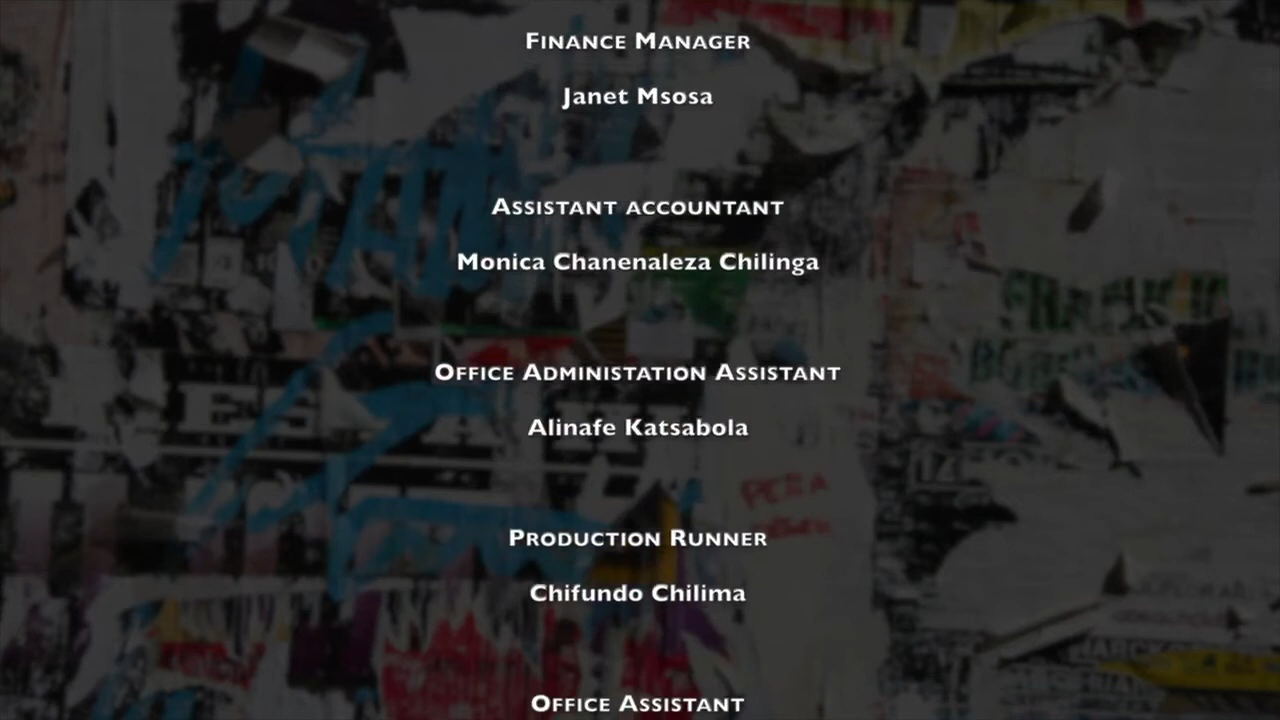 Finance Manager
Janet Msosa
Assistant accountant
Monica Chanenaleza Chilinga
Office Administation Assistant
Alinafe Katsabola
Production Runner
Chifundo Chilima
Office Assistant